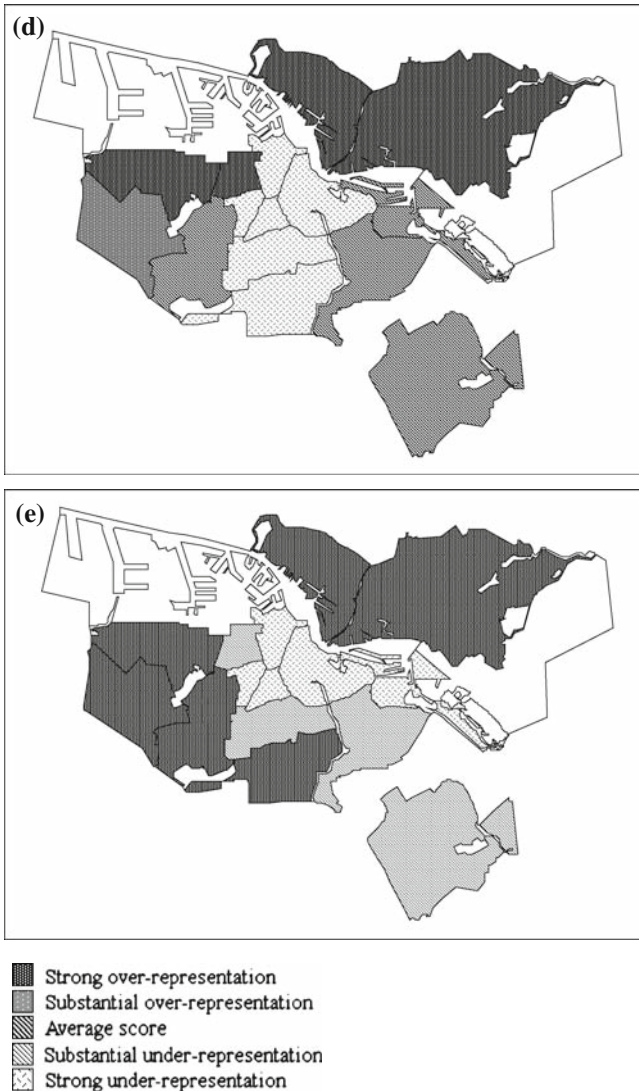 (d)
(e)
Strong over-representation
Substantial over-representation
Average score
Substantial under-representation
Strong under-representation